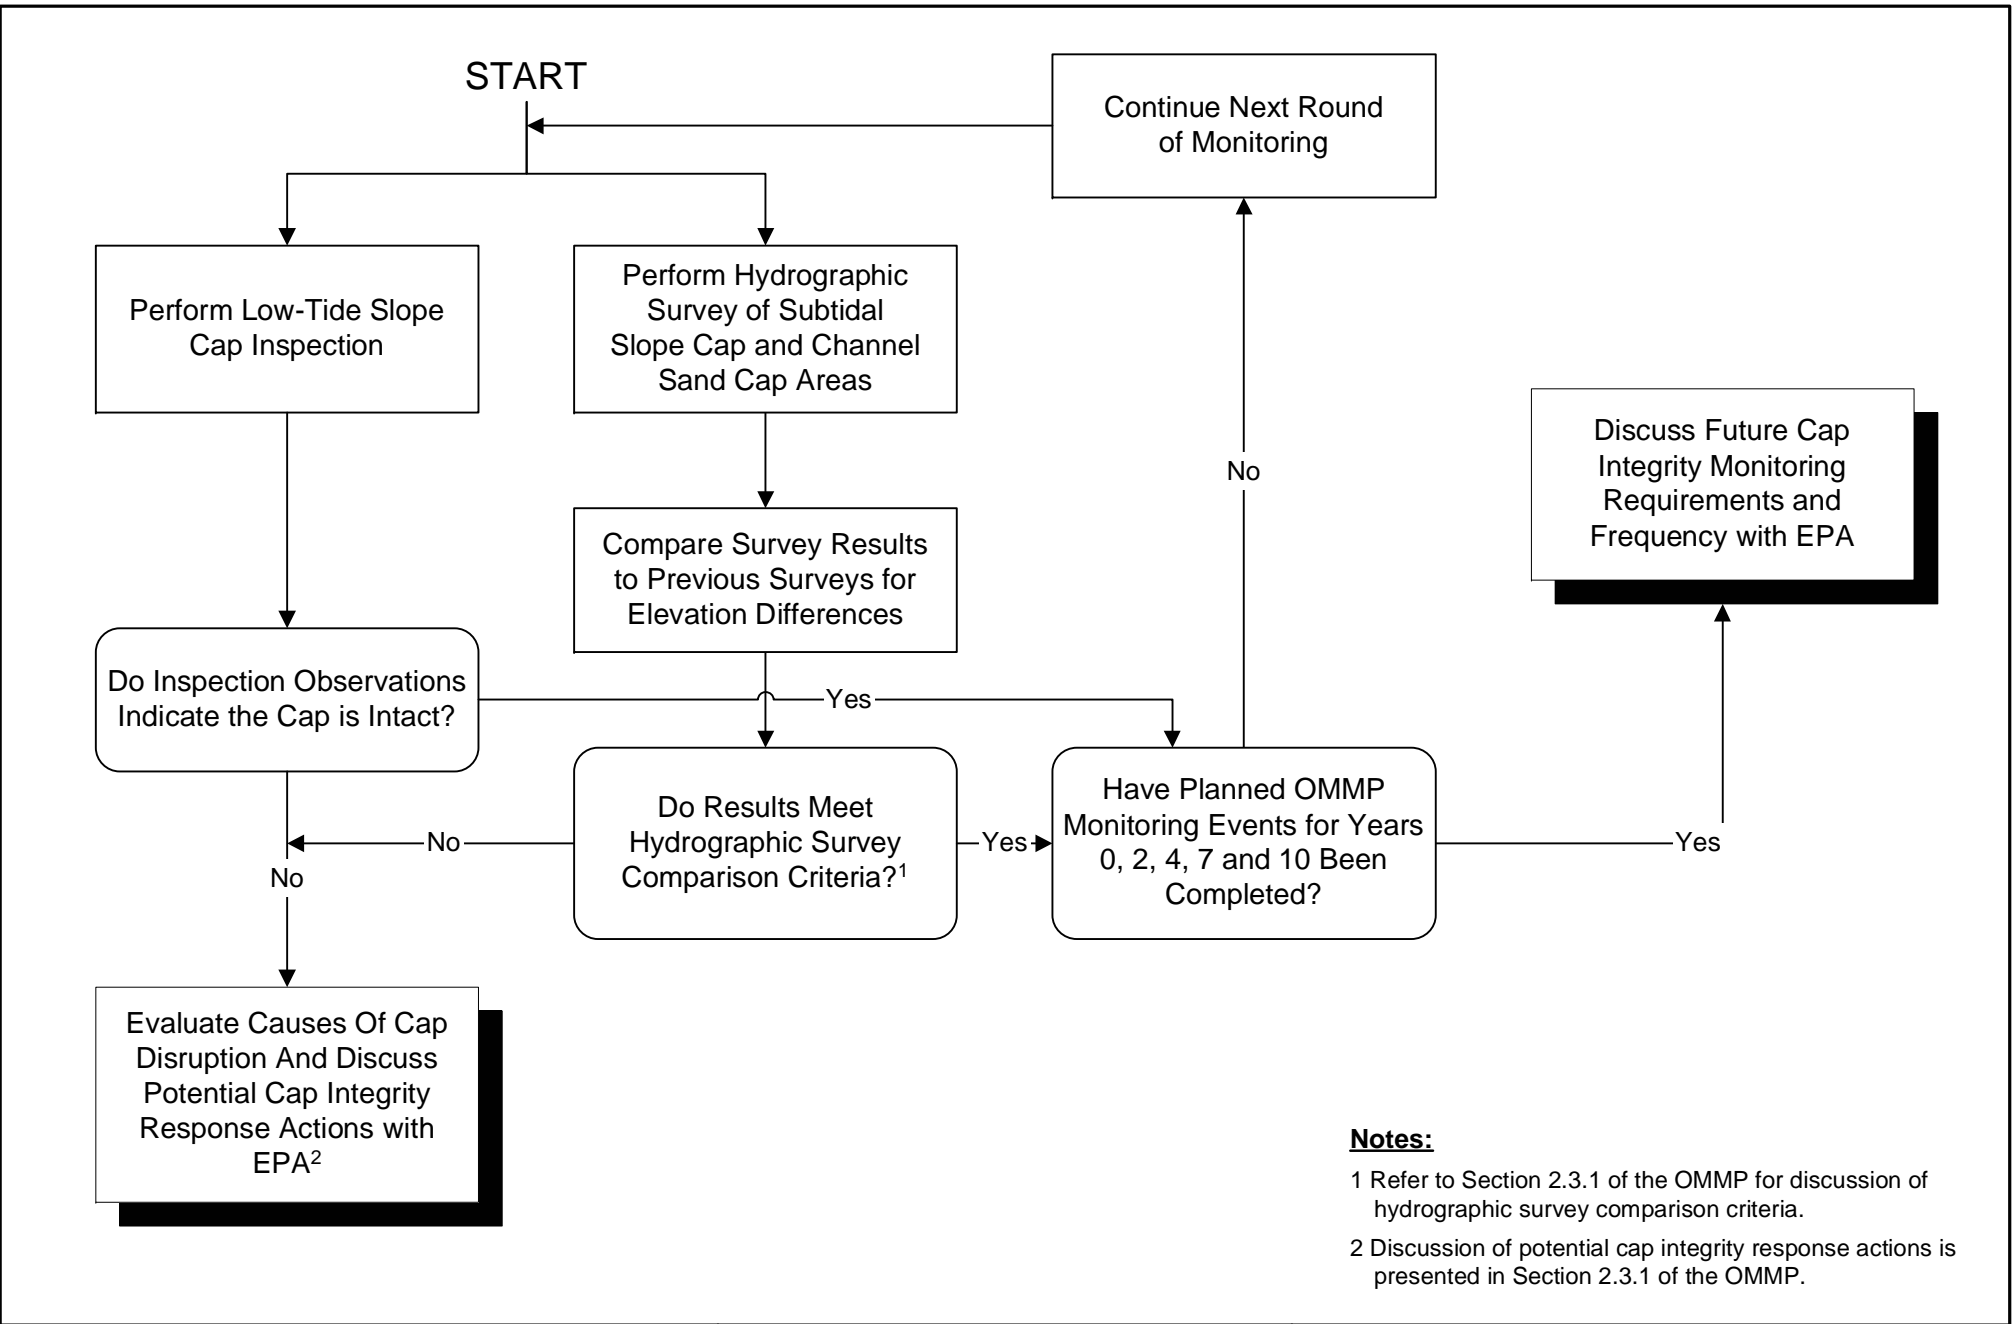 START
Continue Next Round
of Monitoring
Perform Low-Tide Slope
Cap Inspection
Perform Hydrographic
Survey of Subtidal
Slope Cap and Channel
Sand Cap Areas
No
Discuss Future Cap
Integrity Monitoring
Requirements and
Frequency with EPA
Compare Survey Results
to Previous Surveys for
Elevation Differences
Do Inspection Observations
Indicate the Cap is Intact?
Yes
No
No
Do Results Meet
Hydrographic Survey
Comparison Criteria?1
Yes
Have Planned OMMP
Monitoring Events for Years
0, 2, 4, 7 and 10 Been
Completed?
Yes
Evaluate Causes Of Cap
Disruption And Discuss
Potential Cap Integrity
Response Actions with
EPA2
Notes:
1 Refer to Section 2.3.1 of the OMMP for discussion of
hydrographic survey comparison criteria.
2 Discussion of potential cap integrity response actions is
presented in Section 2.3.1 of the OMMP.